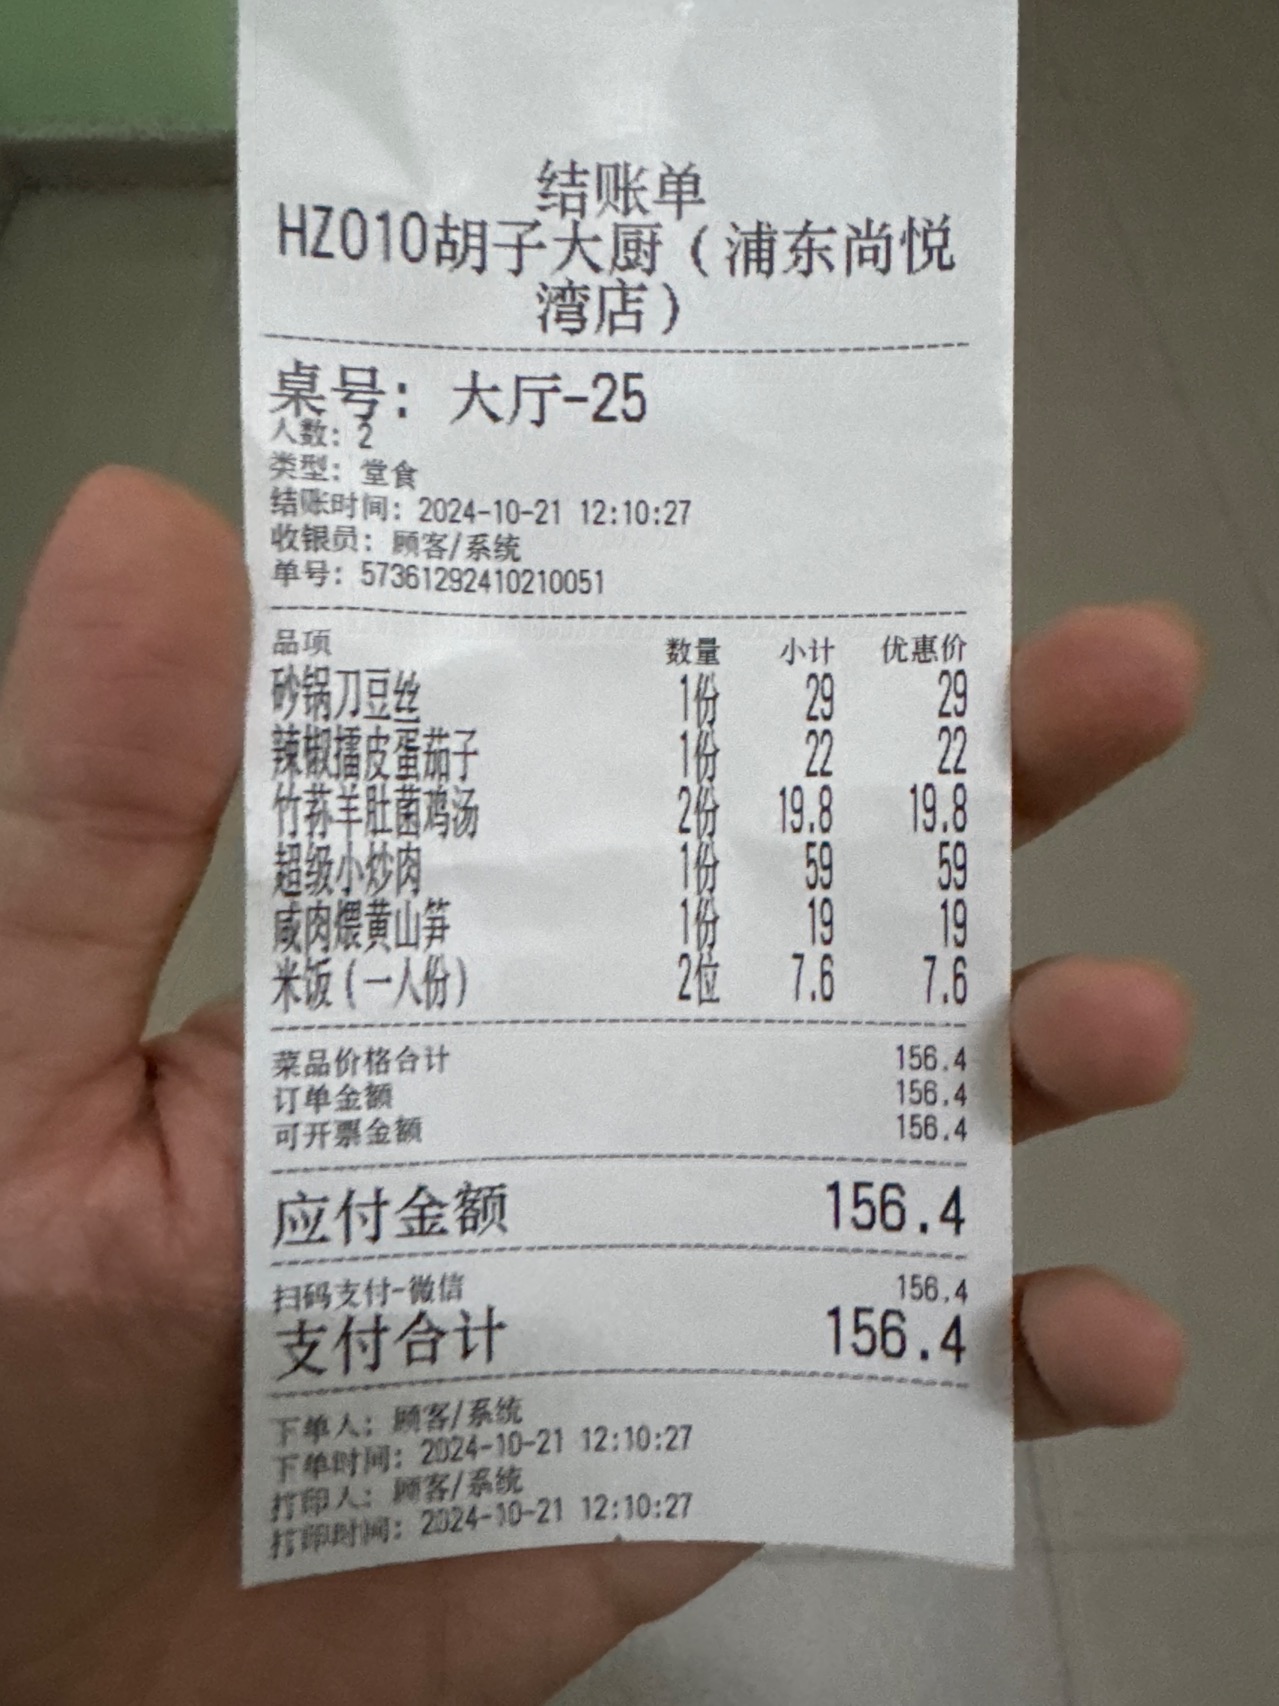 结账单
HZ010胡子大厨（浦东尚悦
湾店）
桌号： 大厅-25
人数：2
类型：堂食
结账时间：2024-10-21 12:10:27
收银员：顾客/系统
单号：57361292410210051
品项 数量 小计 优惠价
砂锅刀豆丝 1份 29 29
辣椒擂皮蛋茄子 1份 22 22
竹荪羊肚菌鸡汤 2份 19.8 19.8
超级小炒肉 1份 59 59
咸肉煨黄山笋 1份 19 19
米饭(一人份) 2位 7.6 7.6
菜品价格合计 156.4
订单金额 156.4
可开票金额 156.4
应付金额 156.4
扫码支付-微信 156.4
支付合计 156.4
下单人：顾客/系统
下单时间：2024-10-21 12:10:27
打印人：顾客/系统
打印时间：2024-10-21 12:10:27